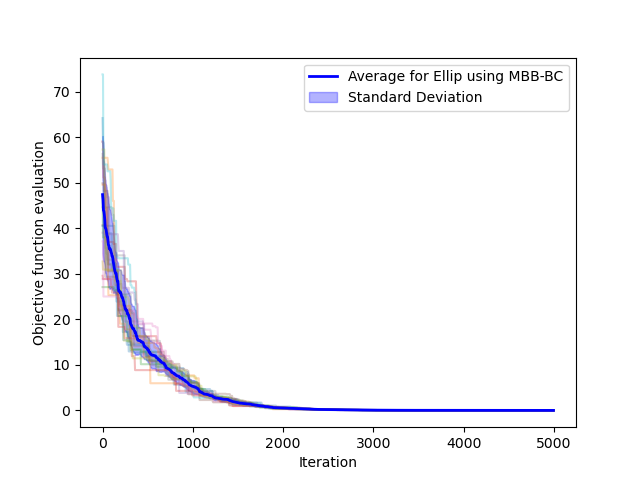 Average for Ellip using MBB-BC
Standard Deviation
Objective function evaluation
70
60
50
40
30
20
10
0
0 1000 2000 3000 4000 5000
Iteration